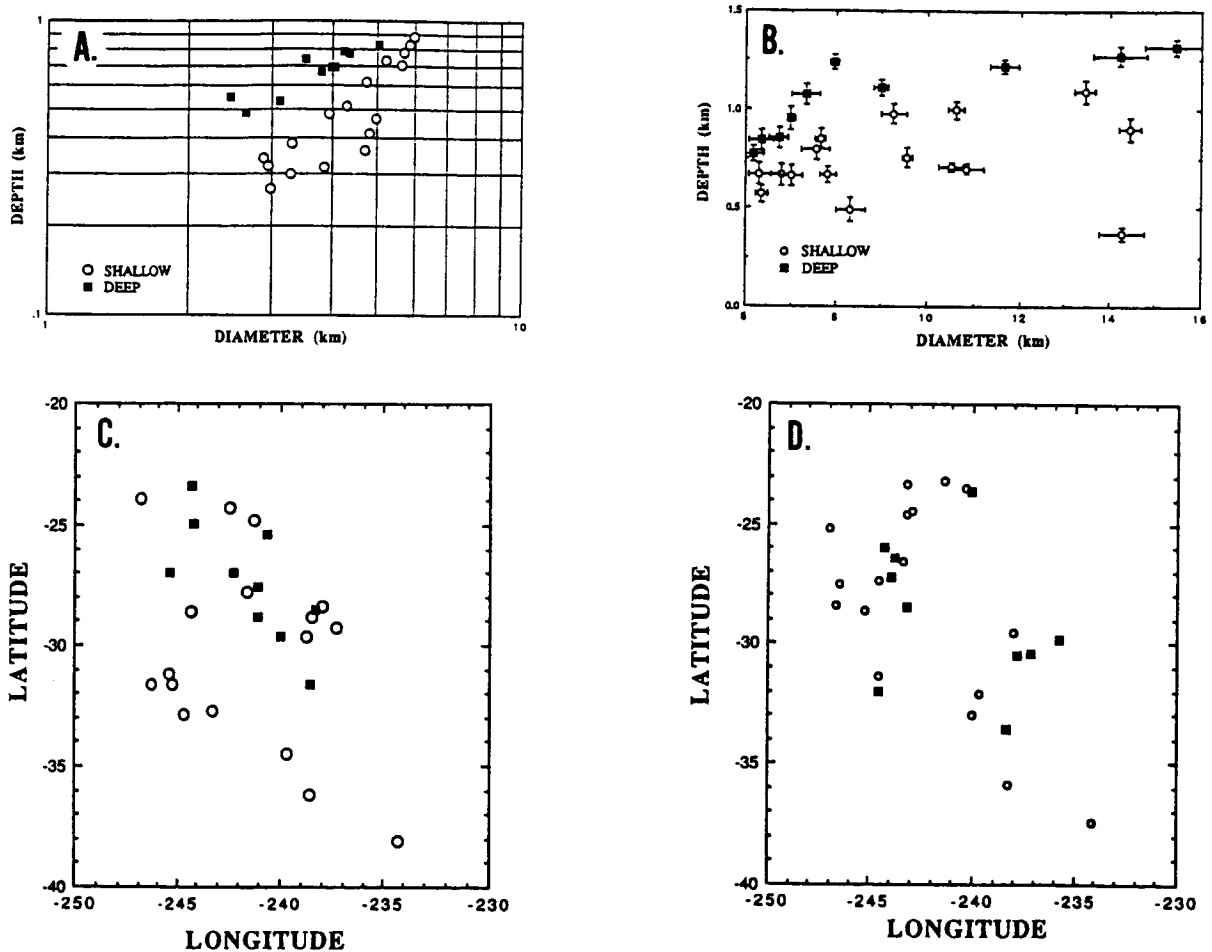 A.
1
.1
1
10
DEPTH (km)
DIAMETER (km)
SHALLOW
DEEP
B.
1.5
1.0
0.5
0.0
6
8
10
12
14
16
DEPTH (km)
DIAMETER (km)
SHALLOW
DEEP
C.
-20
-25
-30
-35
-40
-250
-245
-240
-235
-230
LATITUDE
LONGITUDE
D.
-20
-25
-30
-35
-40
-250
-245
-240
-235
-230
LATITUDE
LONGITUDE